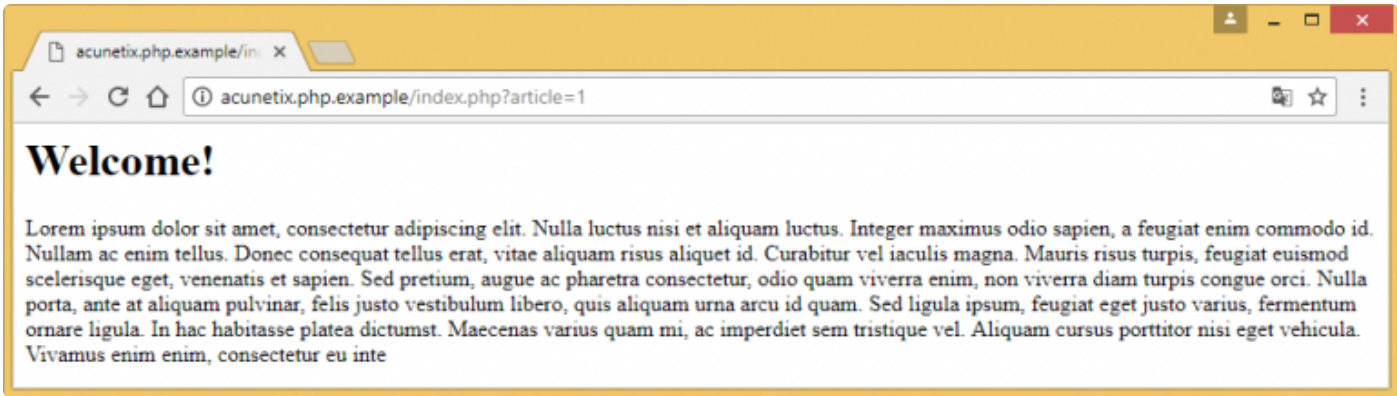 acunetix.php.example/in
acunetix.php.example/index.php?article=1
Welcome!
Lorem ipsum dolor sit amet, consectetur adipiscing elit. Nulla luctus nisi et aliquam luctus. Integer maximus odio sapien, a feugiat enim commodo id.
Nullam ac enim tellus. Donec consequat tellus erat, vitae aliquam risus aliquet id. Curabitur vel iaculis magna. Mauris risus turpis, feugiat euismod
scelerisque eget, venenatis et sapien. Sed pretium, augue ac pharetra consectetur, odio quam viverra enim, non viverra diam turpis congue orci. Nulla
porta, ante at aliquam pulvinar, felis justo vestibulum libero, quis aliquam urna arcu id quam. Sed ligula ipsum, feugiat eget justo varius, fermentum
ornare ligula. In hac habitasse platea dictumst. Maecenas varius quam mi, ac imperdiet sem tristique vel. Aliquam cursus porttitor nisi eget vehicula.
Vivamus enim enim, consectetur eu inte